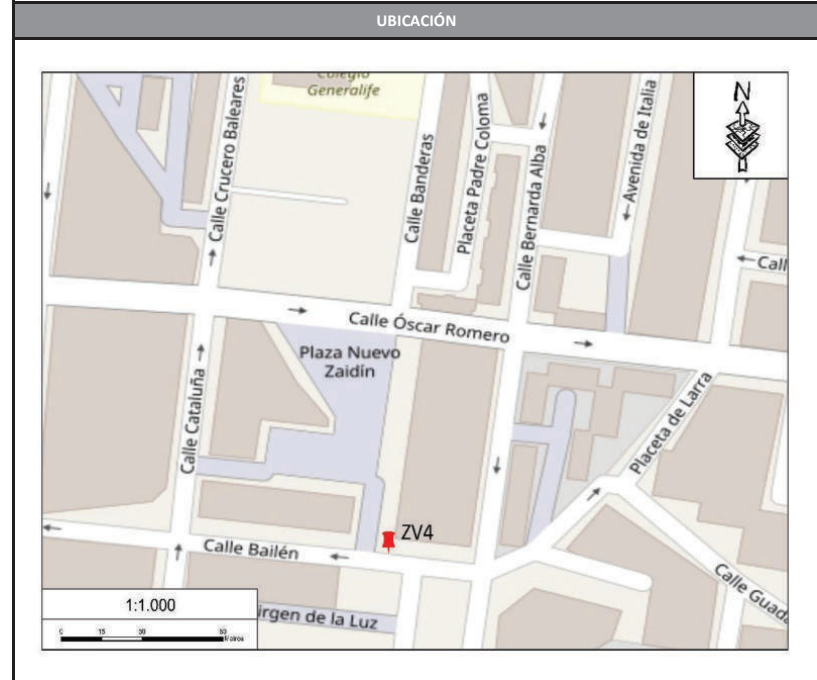 UBICACIÓN
Colegio
Generalife
N
Calle Crucero Baleares
Calle Banderas
Placeta Padre Coloma
Calle Bernarda Alba
Avenida de Italia
Call
Calle Óscar Romero
Plaza Nuevo
Zaidín
Calle Cataluña
Placeta de Larra
ZV4
Calle Bailén
Calle Guada
1:1.000
irgen de la Luz
0 15 30 60
Metros